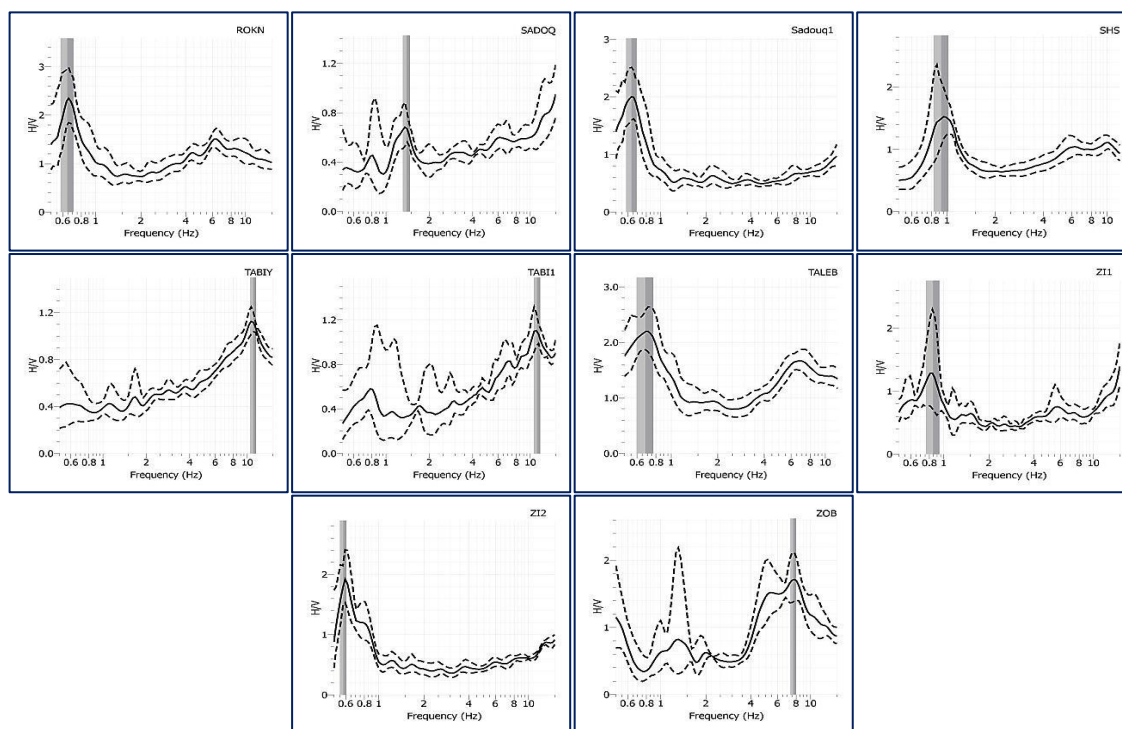 ROKN
H/V
3
2
1
0
0.6 0.8 1 2 4 6 8 10
Frequency (Hz)
SADOQ
H/V
1.2
0.8
0.4
0
0.6 0.8 2 4 6 8 10
Frequency (Hz)
Sadouq1
H/V
3
2
1
0
0.6 0.8 1 2 4 6 8 10
Frequency (Hz)
SHS
H/V
3
2
1
0
0.6 0.8 1 2 4 6 8 10
Frequency (Hz)
TABIY
H/V
1.2
0.8
0.4
0.0
0.6 0.8 1 2 4 6 8 10
Frequency (Hz)
TABI1
H/V
1.2
0.8
0.4
0.0
0.6 0.8 1 2 4 6 8 10
Frequency (Hz)
TALEB
H/V
3.0
2.0
1.0
0.0
0.6 0.8 1 2 4 6 8 10
Frequency (Hz)
ZI1
H/V
2
1
0
0.6 0.8 1 2 4 6 8 10
Frequency (Hz)
ZI2
H/V
2
1
0
0.6 0.8 1 2 4 6 8 10
Frequency (Hz)
ZOB
H/V
2
1
0
0.6 0.8 1 2 4 6 8 10
Frequency (Hz)